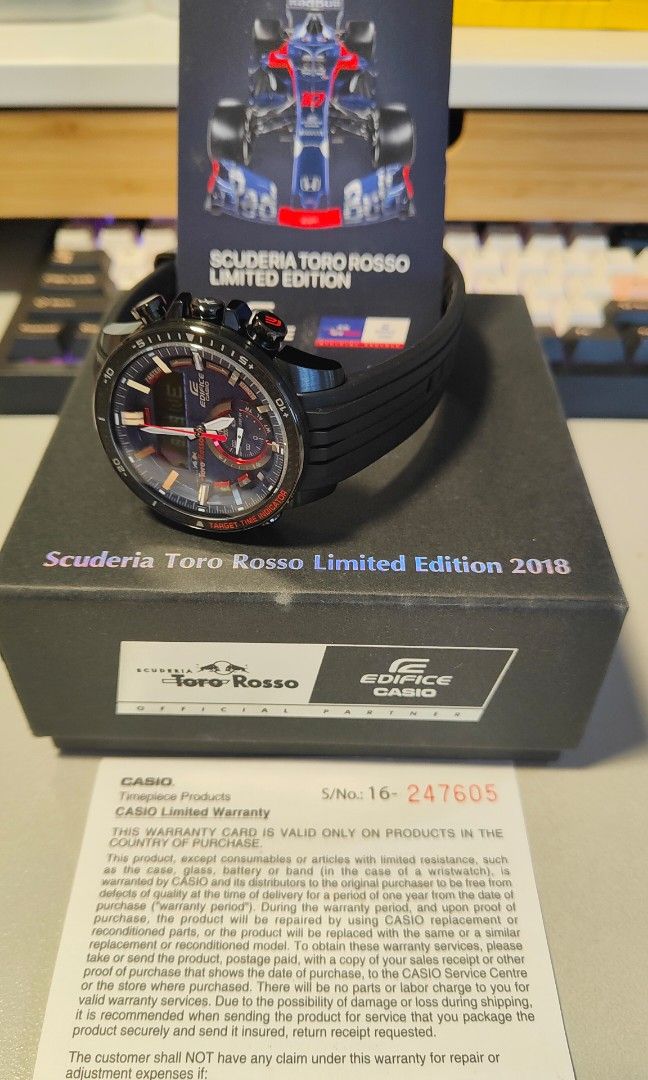 RedBull
Red Bull
SCUDERIA TORO ROSSO
LIMITED EDITION
EDIFICE
CASIO
Toro Rosso
TARGET TIME INDICATOR
Scuderia Toro Rosso Limited Edition 2018
SCUDERIA
Toro Rosso
EDIFICE
CASIO
OFFICIAL PARTNER
CASIO.
Timepiece Products
S/No.: 16- 247605
CASIO Limited Warranty
THIS WARRANTY CARD IS VALID ONLY ON PRODUCTS IN THE
COUNTRY OF PURCHASE.
This product, except consumables or articles with limited resistance, such
as the case, glass, battery or band (in the case of a wristwatch), is
warranted by CASIO and its distributors to the original purchaser to be free from
defects of quality at the time of delivery for a period of one year from the date of
purchase ("warranty period"). During the warranty period, and upon proof of
purchase, the product will be repaired by using CASIO replacement or
reconditioned parts, or the product will be replaced with the same or a similar
replacement or reconditioned model. To obtain these warranty services, please
take or send the product, postage paid, with a copy of your sales receipt or other
proof of purchase that shows the date of purchase, to the CASIO Service Centre
or the store where purchased. There will be no parts or labor charge to you for
valid warranty services. Due to the possibility of damage or loss during shipping,
it is recommended when sending the product for service that you package the
product securely and send it insured, return receipt requested.
The customer shall NOT have any claim under this warranty for repair or
adjustment expenses if: